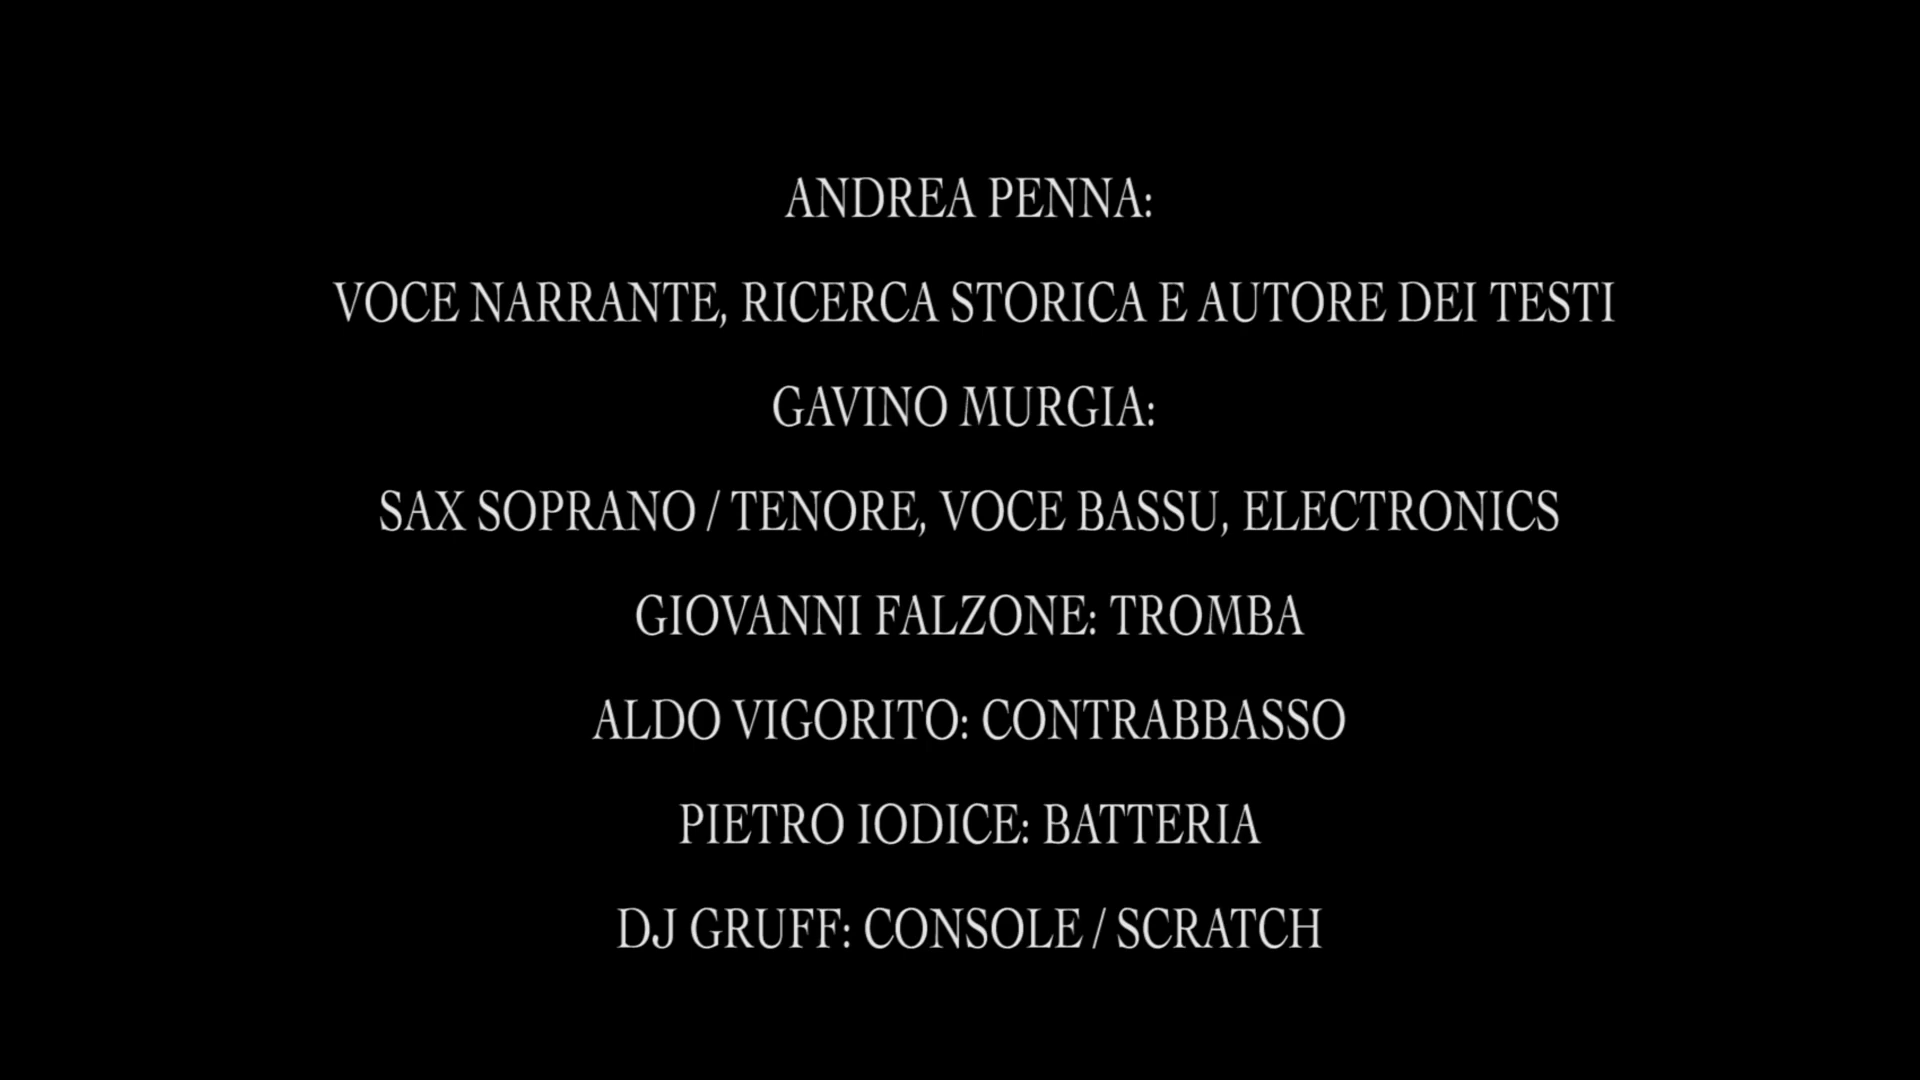 ANDREA PENNA:
VOCE NARRANTE, RICERCA STORICA E AUTORE DEI TESTI
GAVINO MURGIA:
SAX SOPRANO / TENORE, VOCE BASSU, ELECTRONICS
GIOVANNI FALZONE: TROMBA
ALDO VIGORITO: CONTRABBASSO
PIETRO IODICE: BATTERIA
DJ GRUFF: CONSOLE / SCRATCH